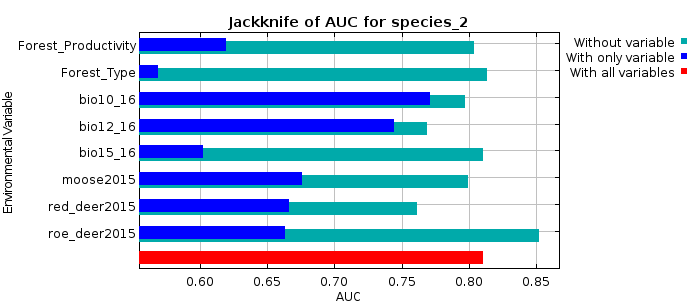 Jackknife of AUC for species_2
Environmental Variable
Forest_Productivity
Forest_Type
bio10_16
bio12_16
bio15_16
moose2015
red_deer2015
roe_deer2015
Without variable
With only variable
With all variables
0.60 0.65 0.70 0.75 0.80 0.85
AUC